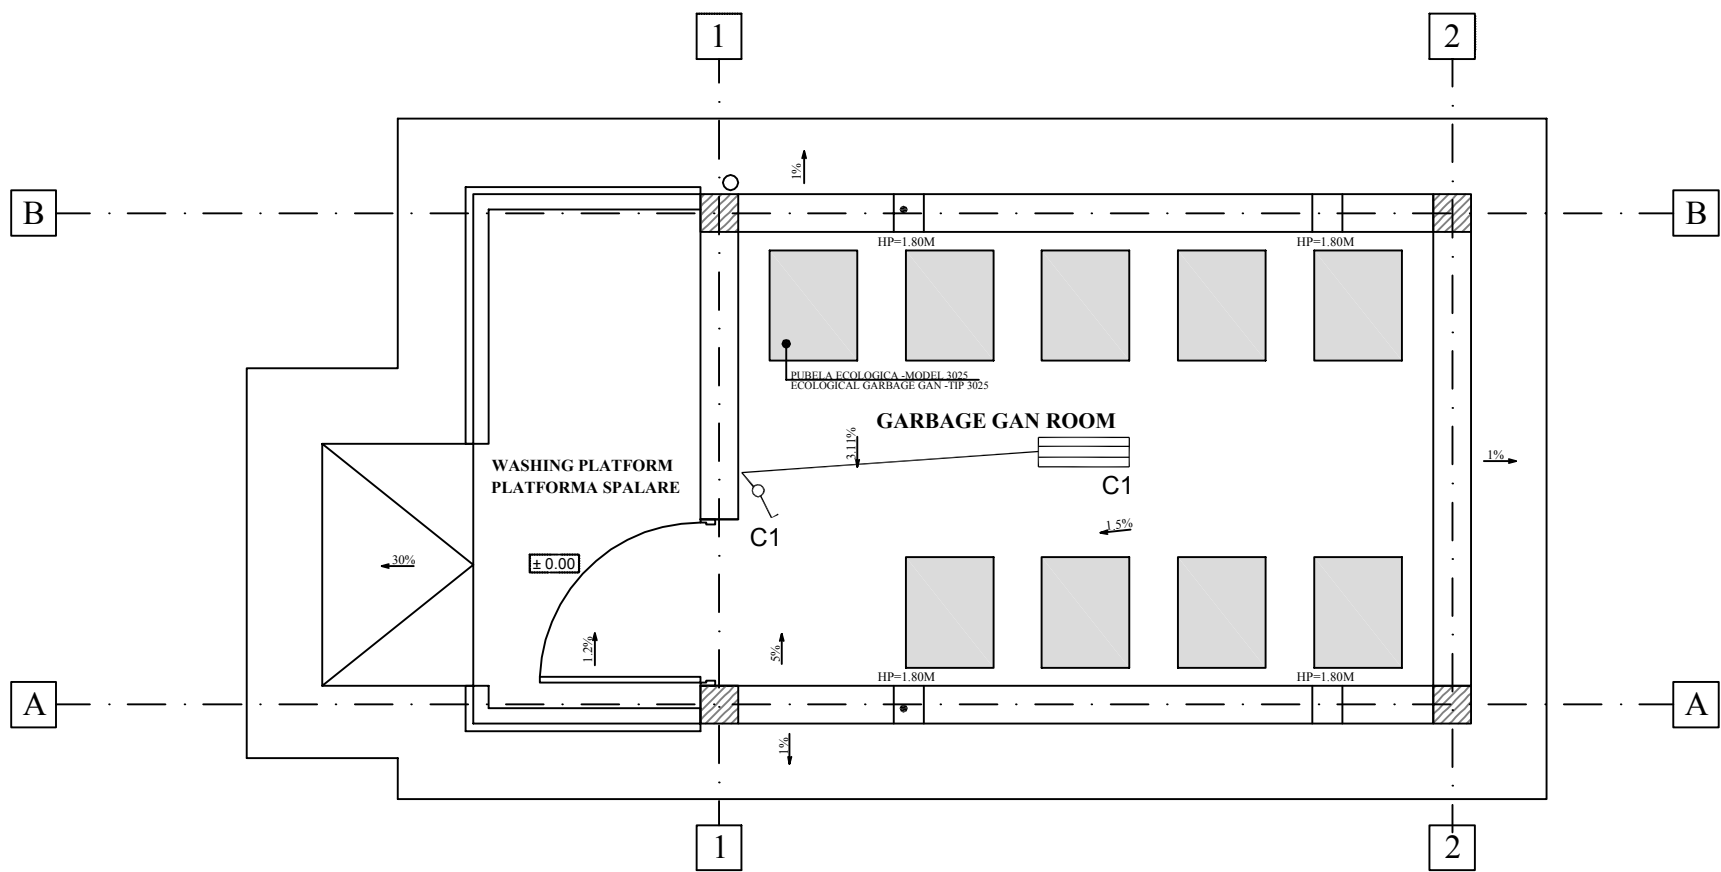 1
2
1%
B
B
HP=1.80M
HP=1.80M
PUBELA ECOLOGICA -MODEL 3025
ECOLOGICAL GARBAGE GAN -TIP 3025
GARBAGE GAN ROOM
3.11%
1%
WASHING PLATFORM
PLATFORMA SPALARE
C1
C1
1.5%
30%
± 0.00
1.2%
5%
HP=1.80M
HP=1.80M
A
A
1%
1
2